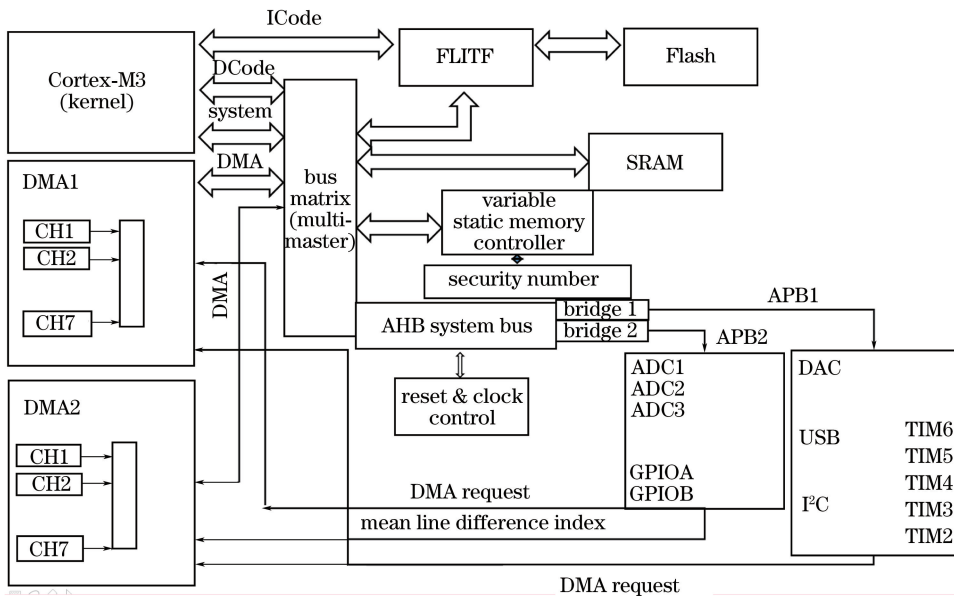 ICode
Cortex-M3
(kernel)
FLITF
Flash
DCode
system
DMA
bus
matrix
(multi-
master)
SRAM
variable
static memory
controller
security number
DMA1
CH1
CH2
CH7
DMA
AHB system bus
bridge 1
bridge 2
APB1
APB2
reset & clock
control
ADC1
ADC2
ADC3
GPIOA
GPIOB
DAC
USB
I²C
TIM6
TIM5
TIM4
TIM3
TIM2
DMA2
CH1
CH2
CH7
DMA request
mean line difference index
DMA request